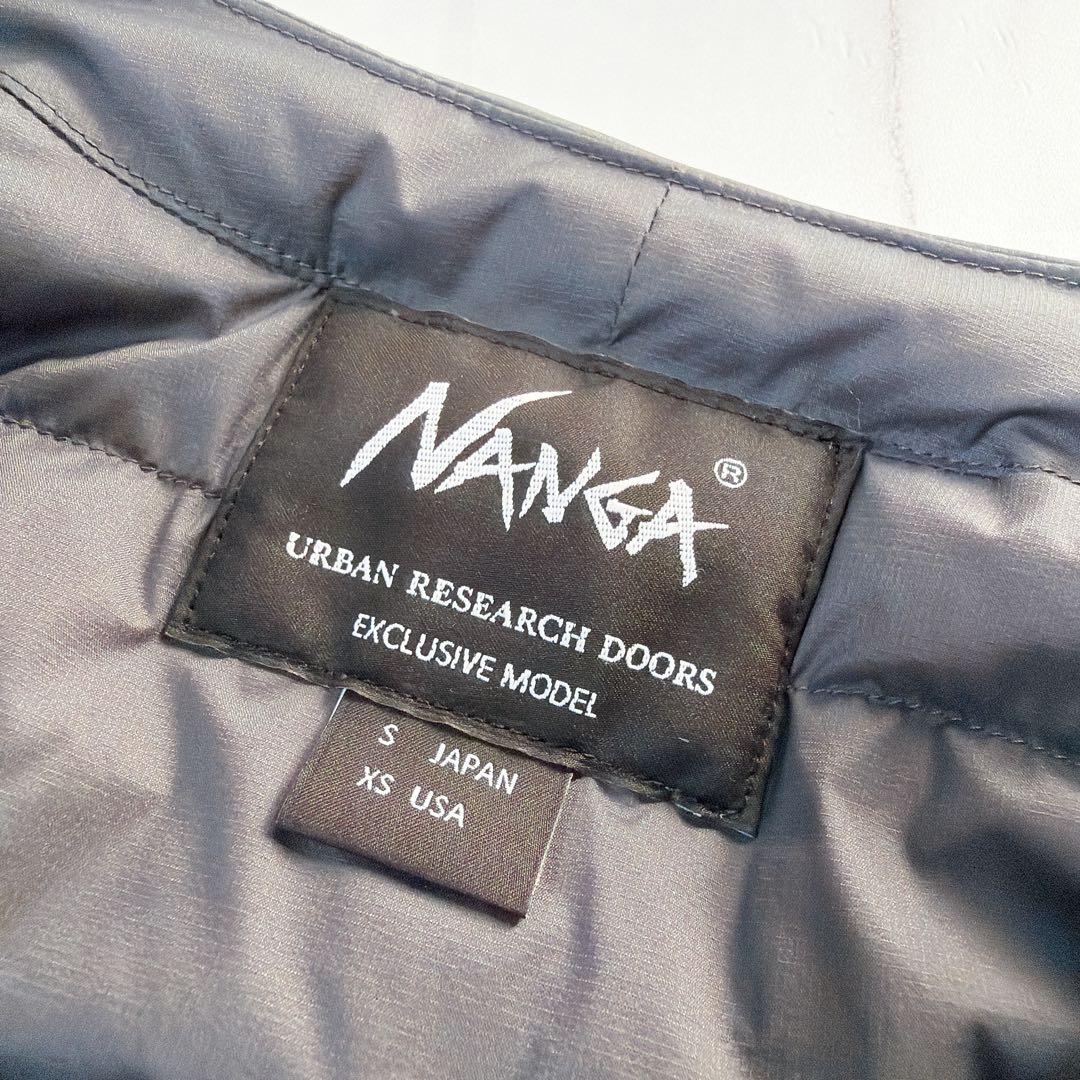 NANGA®
URBAN RESEARCH DOORS
EXCLUSIVE MODEL
S JAPAN
XS USA